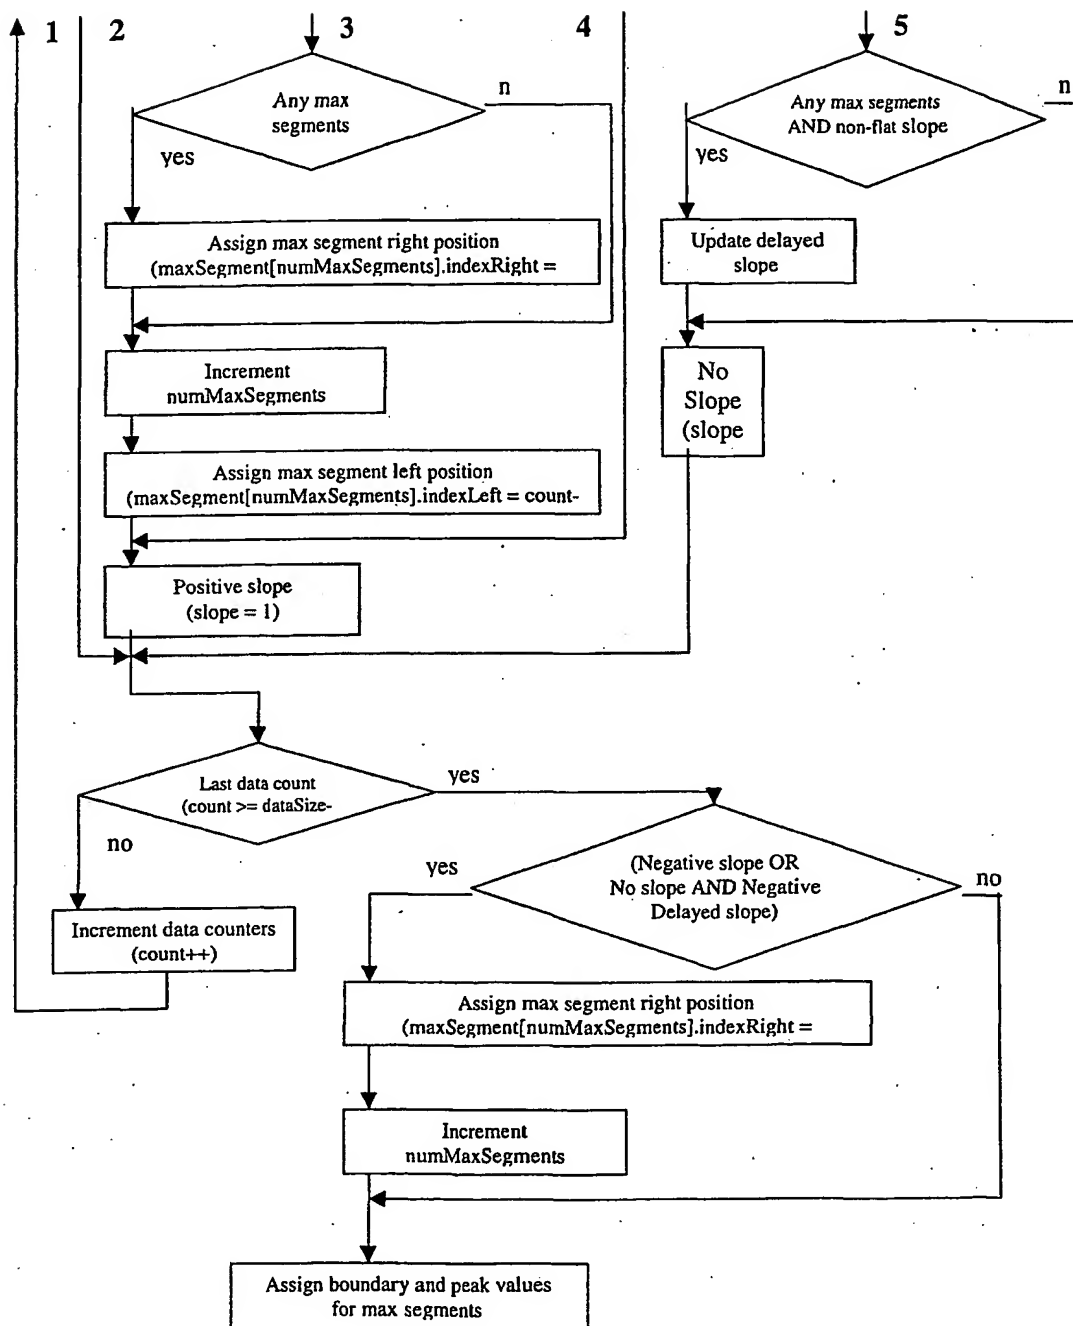 1
2
3
4
5
Any max
segments
n
yes
Any max segments
AND non-flat slope
n
yes
Assign max segment right position
(maxSegment[numMaxSegments].indexRight =
Update delayed
slope
Increment
numMaxSegments
No
Slope
(slope
Assign max segment left position
(maxSegment[numMaxSegments].indexLeft = count-
Positive slope
(slope = 1)
Last data count
(count >= dataSize-
yes
no
(Negative slope OR
No slope AND Negative
Delayed slope)
yes
no
Increment data counters
(count++)
Assign max segment right position
(maxSegment[numMaxSegments].indexRight =
Increment
numMaxSegments
Assign boundary and peak values
for max segments